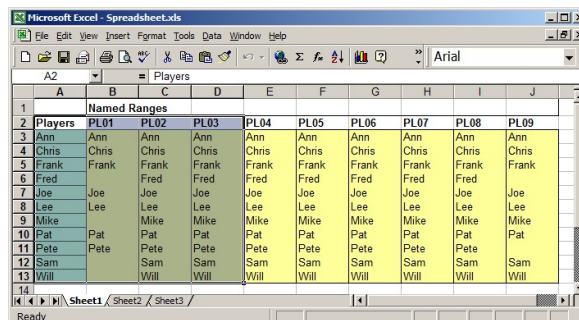 Microsoft Excel - Spreadsheet.xls
File Edit View Insert Format Tools Data Window Help
Arial
A2 = Players
A B C D E F G H I J
1 Named Ranges
2 Players PL01 PL02 PL03 PL04 PL05 PL06 PL07 PL08 PL09
3 Ann Ann Ann Ann Ann Ann Ann Ann Ann Ann
4 Chris Chris Chris Chris Chris Chris Chris Chris Chris Chris
5 Frank Frank Frank Frank Frank Frank Frank Frank Frank Frank
6 Fred Fred Fred Fred Fred Fred Fred Fred
7 Joe Joe Joe Joe Joe Joe Joe Joe Joe Joe
8 Lee Lee Lee Lee Lee Lee Lee Lee Lee Lee
9 Mike Mike Mike Mike Mike Mike Mike Mike Mike
10 Pat Pat Pat Pat Pat Pat Pat Pat Pat Pat
11 Pete Pete Pete Pete Pete Pete Pete Pete Pete
12 Sam Sam Sam Sam Sam Sam Sam Sam Sam
13 Will Will Will Will Will Will Will Will Will
14
Sheet1 Sheet2 Sheet3
Ready